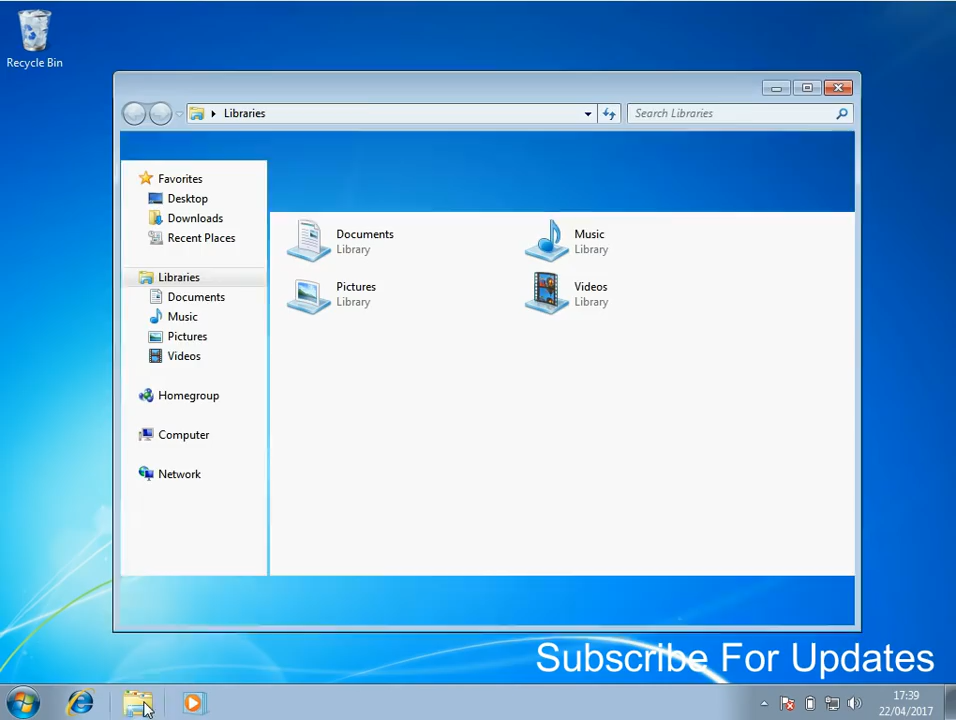 Recycle Bin
Libraries
Search Libraries
Favorites
Desktop
Downloads
Recent Places
Libraries
Documents
Music
Pictures
Videos
Homegroup
Computer
Network
Documents
Library
Music
Library
Pictures
Library
Videos
Library
Subscribe For Updates
17:39
22/04/2017